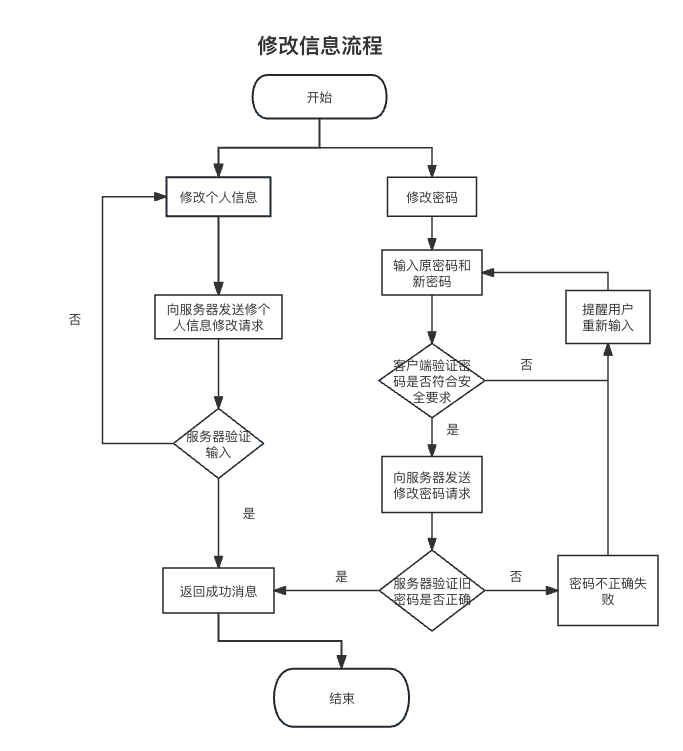 修改信息流程
开始
修改个人信息
修改密码
输入原密码和
新密码
提醒用户
重新输入
向服务器发送修个
人信息修改请求
否
客户端验证密
码是否符合安
全要求
否
是
服务器验证
输入
向服务器发送
修改密码请求
是
返回成功消息
是
服务器验证旧
密码是否正确
否
密码不正确失
败
结束